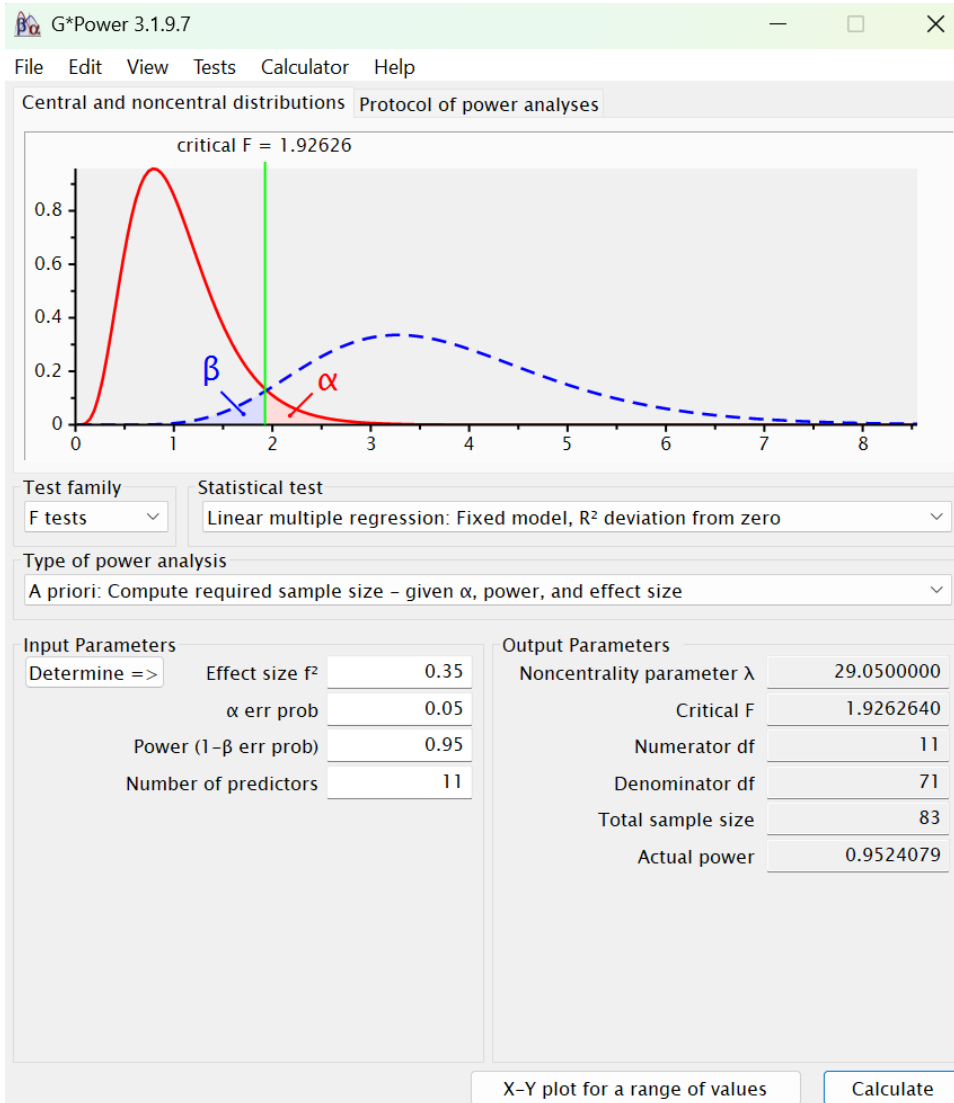 G*Power 3.1.9.7
File Edit View Tests Calculator Help
Central and noncentral distributions Protocol of power analyses
critical F = 1.92626
0.8
0.6
0.4
0.2
0
β
α
0 1 2 3 4 5 6 7 8
Test family Statistical test
F tests Linear multiple regression: Fixed model, R² deviation from zero
Type of power analysis
A priori: Compute required sample size – given α, power, and effect size
Input Parameters Output Parameters
Determine => Effect size f² 0.35 Noncentrality parameter λ 29.0500000
α err prob 0.05 Critical F 1.9262640
Power (1-β err prob) 0.95 Numerator df 11
Number of predictors 11 Denominator df 71
Total sample size 83
Actual power 0.9524079
X-Y plot for a range of values Calculate